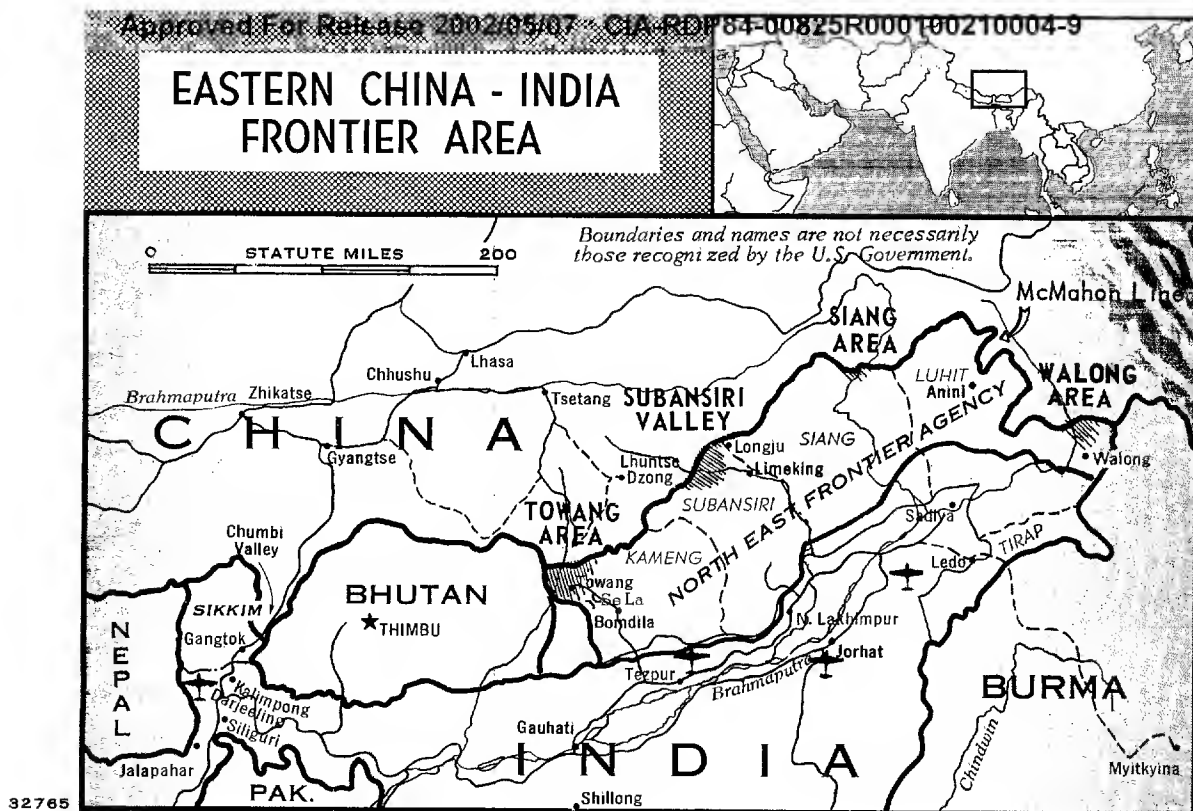 Approved For Release 2002/05/07 : CIA-RDP84-00825R000100210004-9
EASTERN CHINA - INDIA
FRONTIER AREA
0 STATUTE MILES 200
Boundaries and names are not necessarily
those recognized by the U.S. Government.
McMahon Line
SIANG
AREA
Lhasa
Chhushu
LUHIT
Anini
WALONG
AREA
Brahmaputra
Zhikatse
Tsetang
SUBANSIRI
VALLEY
CHINA
Gyangtse
Longju
SIANG
Limeking
Walong
Lhuntse
Dzong
NORTH EAST FRONTIER AGENCY
SUBANSIRI
Sadiya
TOWANG
AREA
Chumbi
Valley
KAMENG
TIRAP
Ledo
Towang
Se La
Bomdila
BHUTAN
THIMBU
SIKKIM
Gangtok
N. Lakhimpur
Jorhat
NEPAL
Tezpur
Brahmaputra
BURMA
Kalimpong
Darjeeling
Siliguri
Gauhati
INDIA
Chindwin
Jalapahar
Myitkyina
PAK.
Shillong
32765